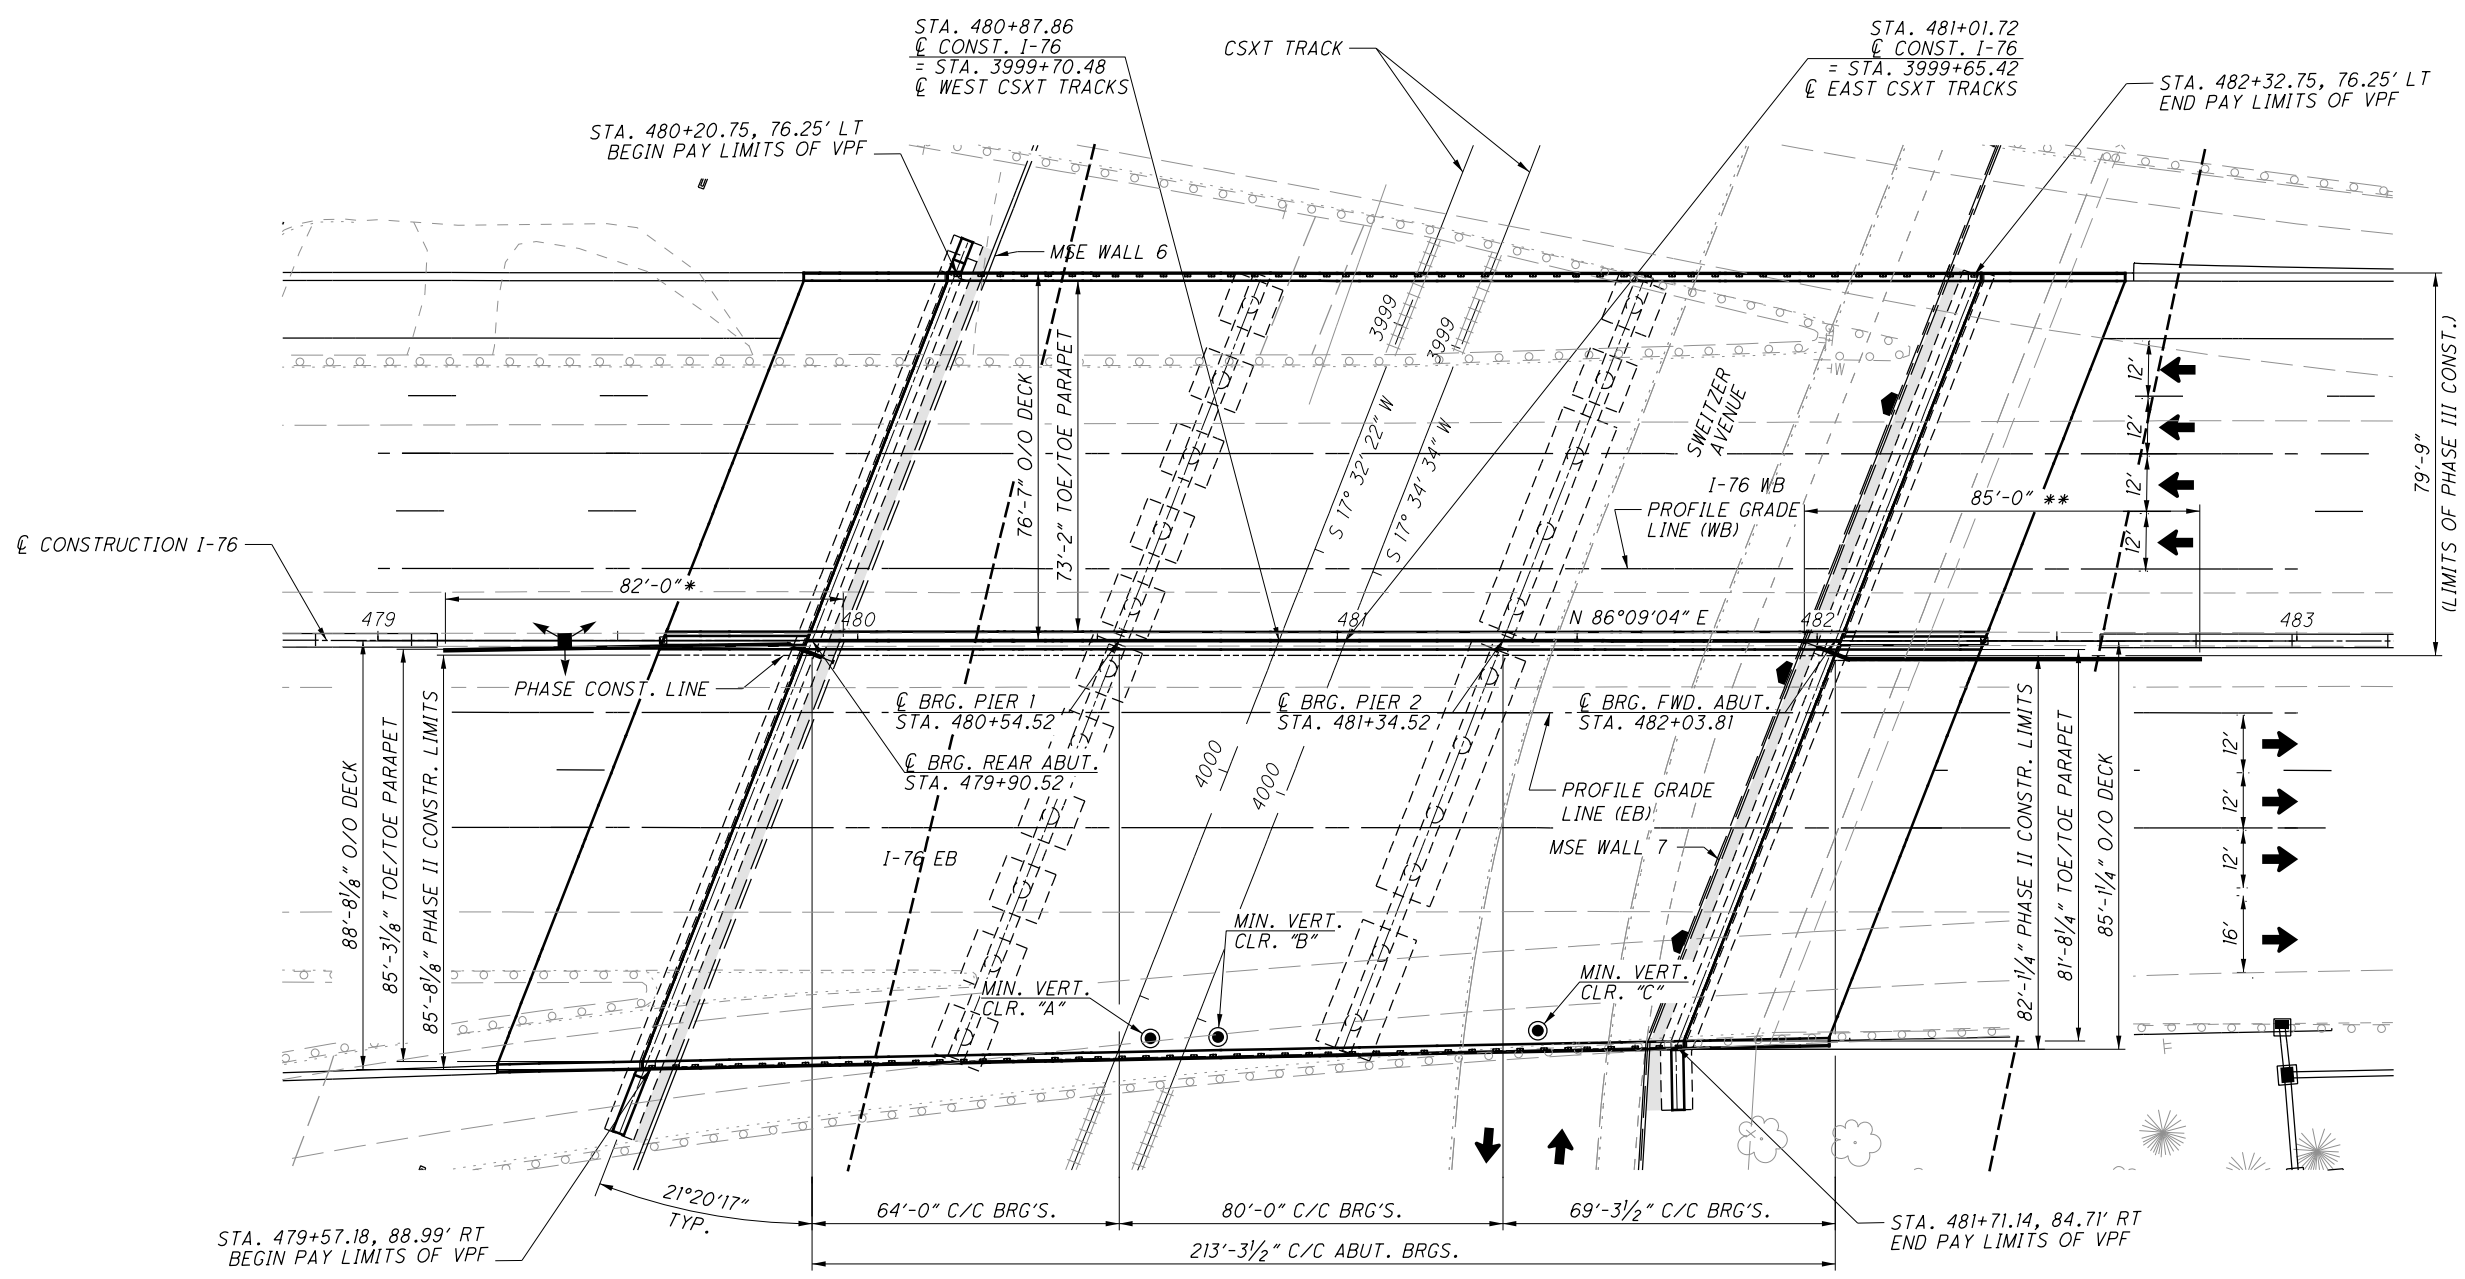 STA. 480+87.86
℄ CONST. I-76
= STA. 3999+70.48
℄ WEST CSXT TRACKS
CSXT TRACK
STA. 481+01.72
℄ CONST. I-76
= STA. 3999+65.42
℄ EAST CSXT TRACKS
STA. 482+32.75, 76.25' LT
END PAY LIMITS OF VPF
STA. 480+20.75, 76.25' LT
BEGIN PAY LIMITS OF VPF
MSE WALL 6
3999
3999
76'-7" O/O DECK
73'-2" TOE/TOE PARAPET
S 17° 32' 22" W
S 17° 34' 34" W
SWEITZER
AVENUE
I-76 WB
PROFILE GRADE
LINE (WB)
85'-0" **
12'
12'
12'
12'
79'-9"
(LIMITS OF PHASE III CONST.)
℄ CONSTRUCTION I-76
82'-0"*
479
480
481
N 86°09'04" E
482
483
PHASE CONST. LINE
℄ BRG. PIER 1
STA. 480+54.52
℄ BRG. PIER 2
STA. 481+34.52
℄ BRG. FWD. ABUT.
STA. 482+03.81
℄ BRG. REAR ABUT.
STA. 479+90.52
4000
4000
PROFILE GRADE
LINE (EB)
MSE WALL 7
I-76 EB
88'-8⅛" O/O DECK
85'-3⅛" TOE/TOE PARAPET
85'-8⅛" PHASE II CONSTR. LIMITS
82'-1¼" PHASE II CONSTR. LIMITS
81'-8¼" TOE/TOE PARAPET
85'-1¼" O/O DECK
12'
12'
12'
16'
MIN. VERT.
CLR. "A"
MIN. VERT.
CLR. "B"
MIN. VERT.
CLR. "C"
21°20'17"
TYP.
64'-0" C/C BRG'S.
80'-0" C/C BRG'S.
69'-3½" C/C BRG'S.
213'-3½" C/C ABUT. BRGS.
STA. 479+57.18, 88.99' RT
BEGIN PAY LIMITS OF VPF
STA. 481+71.14, 84.71' RT
END PAY LIMITS OF VPF